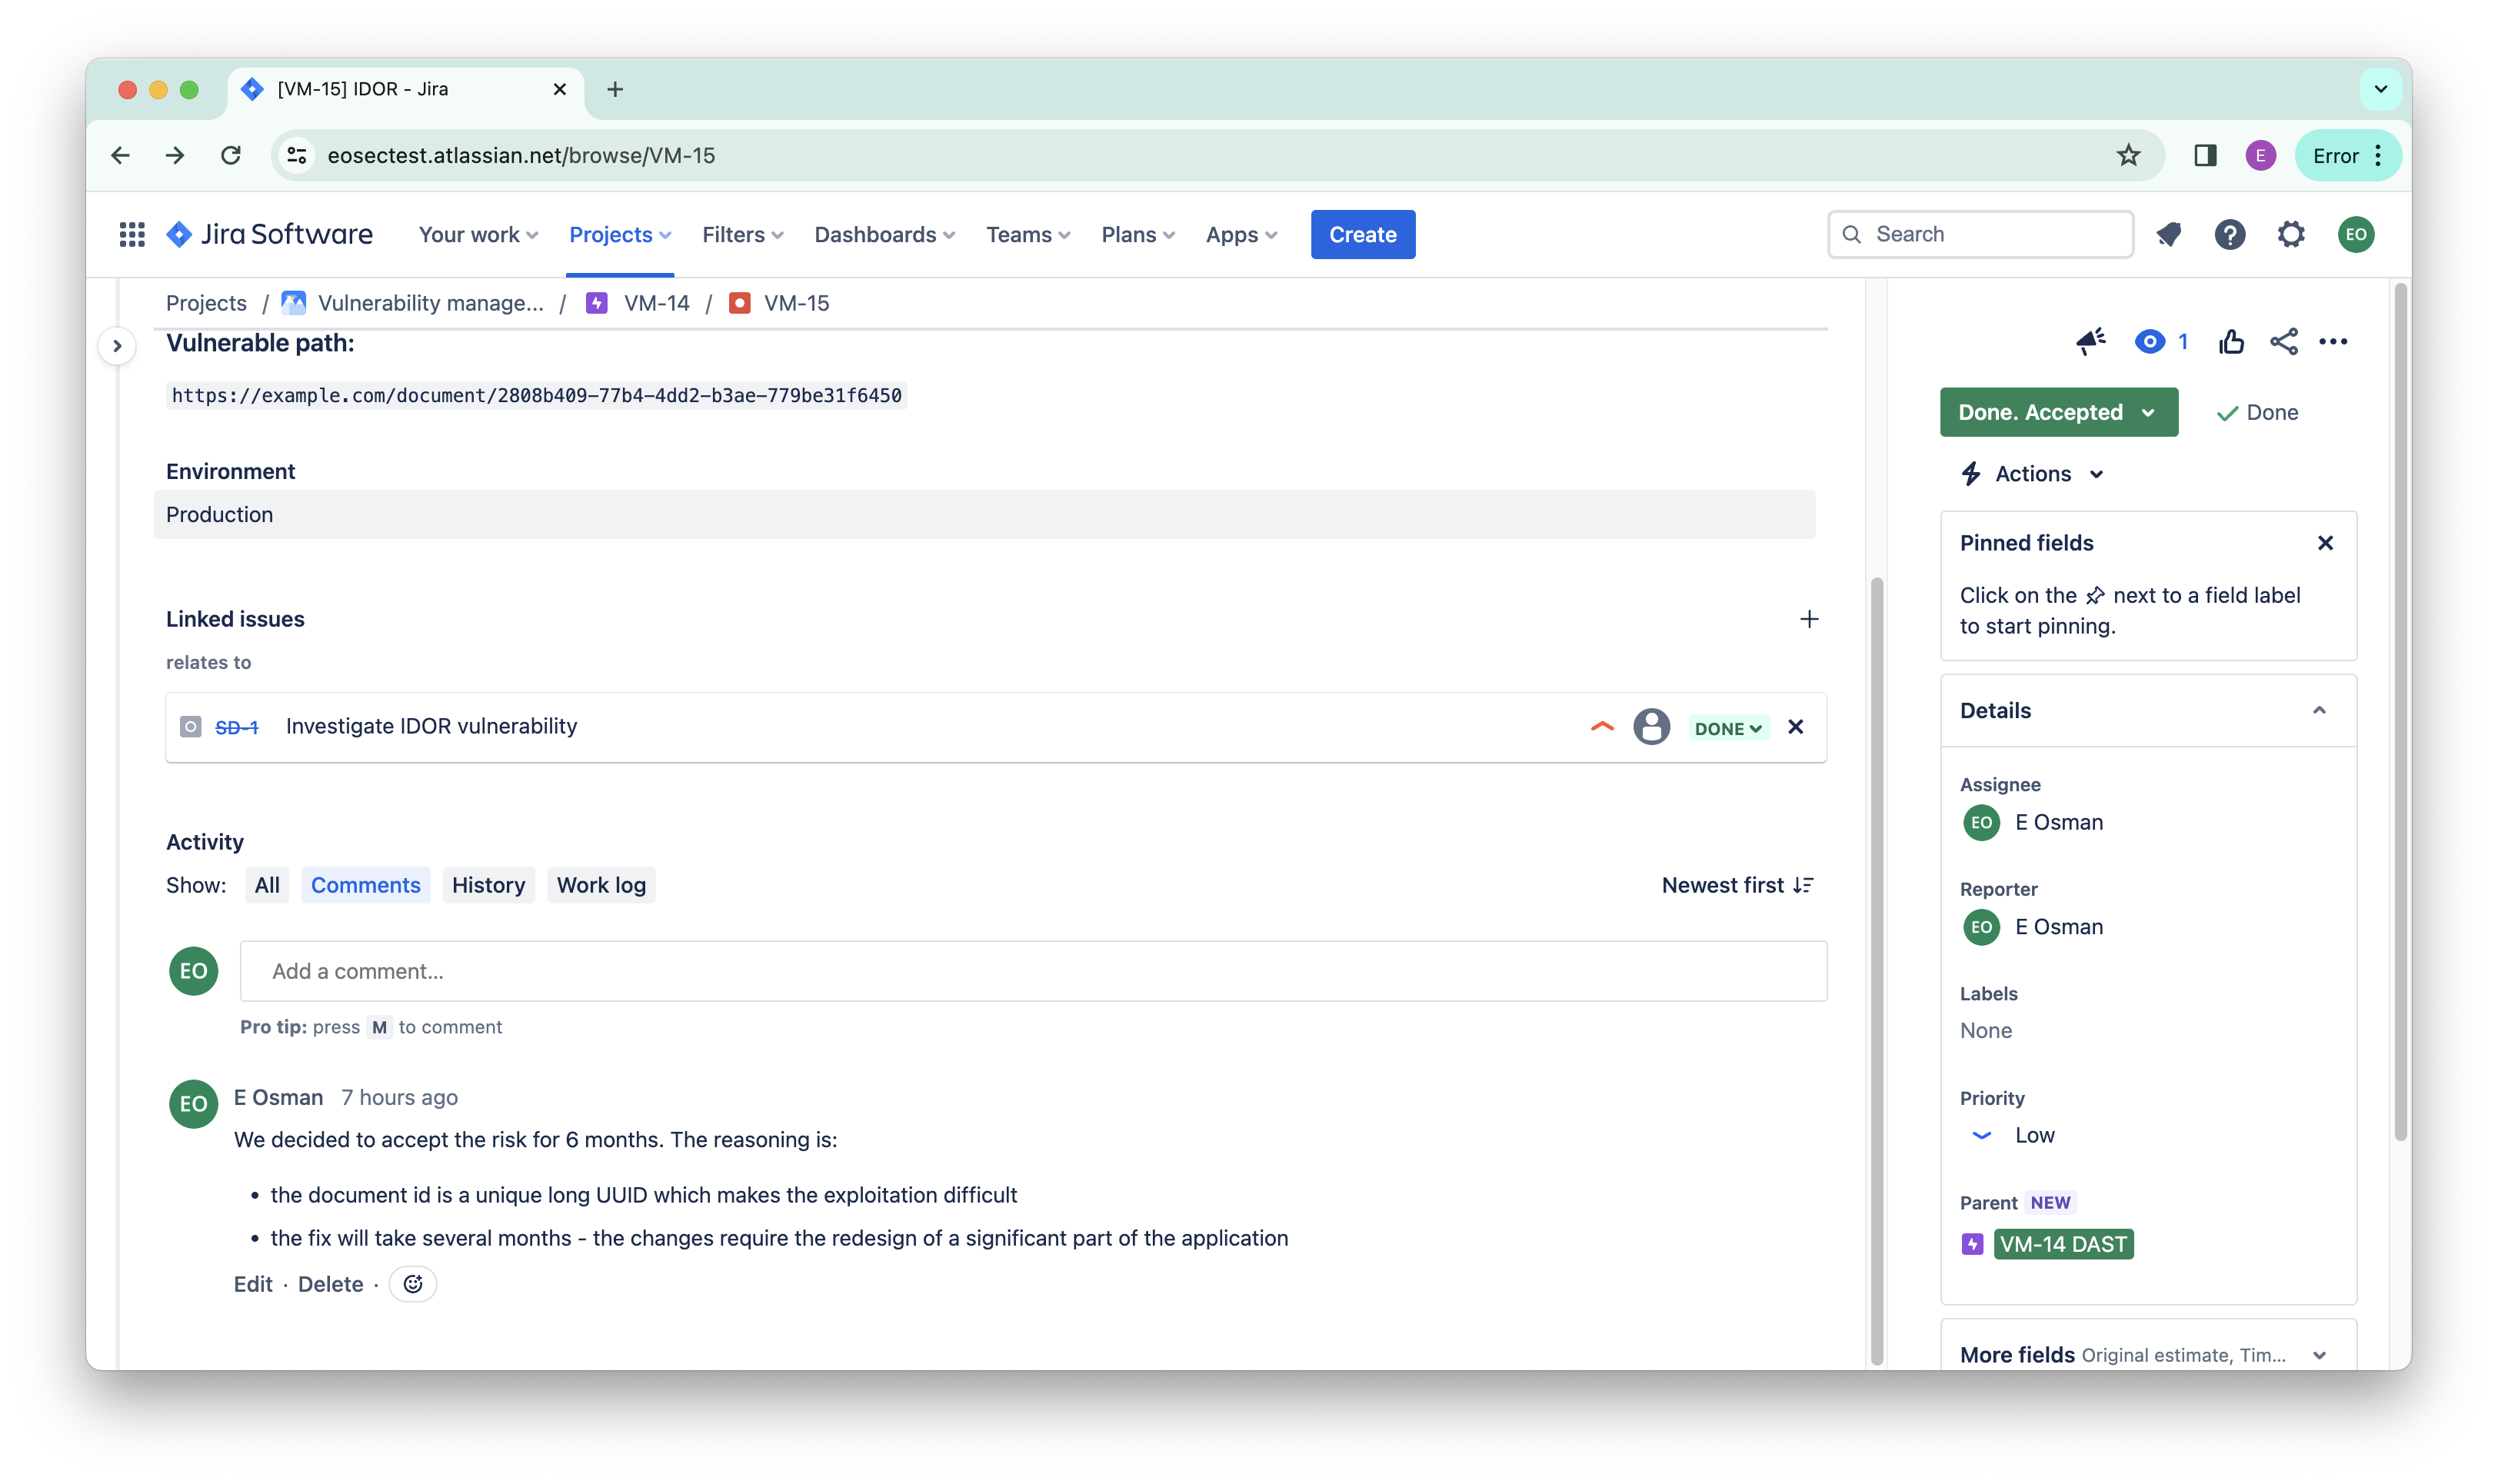 [VM-15] IDOR - Jira
eosectest.atlassian.net/browse/VM-15
E
Error
Jira Software
Your work
Projects
Filters
Dashboards
Teams
Plans
Apps
Create
Search
EO
Projects / Vulnerability manage... / VM-14 / VM-15
Vulnerable path:
https://example.com/document/2808b409-77b4-4dd2-b3ae-779be31f6450
Environment
Production
Linked issues
relates to
SD-1 Investigate IDOR vulnerability DONE
Activity
Show: All Comments History Work log Newest first
EO Add a comment...
Pro tip: press M to comment
EO E Osman 7 hours ago
We decided to accept the risk for 6 months. The reasoning is:
• the document id is a unique long UUID which makes the exploitation difficult
• the fix will take several months - the changes require the redesign of a significant part of the application
Edit · Delete ·
1
Done. Accepted Done
Actions
Pinned fields
Click on the next to a field label
to start pinning.
Details
Assignee
EO E Osman
Reporter
EO E Osman
Labels
None
Priority
Low
Parent NEW
VM-14 DAST
More fields Original estimate, Tim...